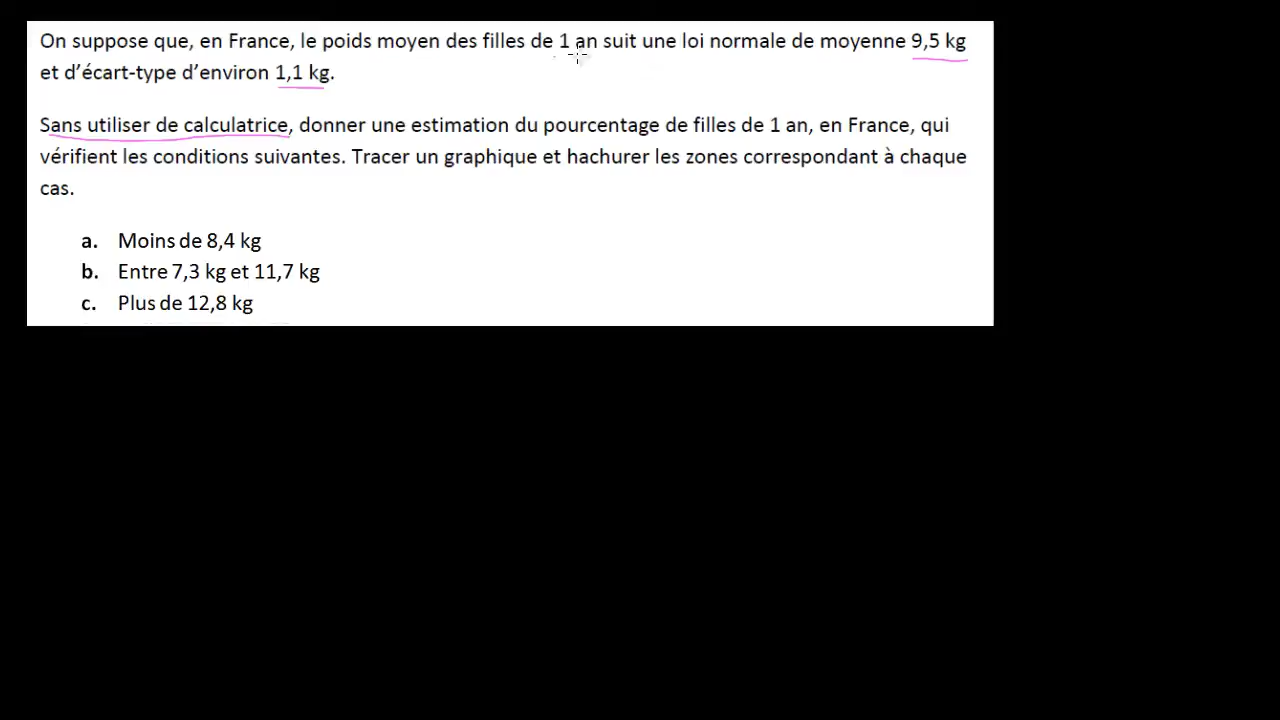 On suppose que, en France, le poids moyen des filles de 1 an suit une loi normale de moyenne 9,5 kg
et d'écart-type d'environ 1,1 kg.
Sans utiliser de calculatrice, donner une estimation du pourcentage de filles de 1 an, en France, qui
vérifient les conditions suivantes. Tracer un graphique et hachurer les zones correspondant à chaque
cas.
a. Moins de 8,4 kg
b. Entre 7,3 kg et 11,7 kg
c. Plus de 12,8 kg